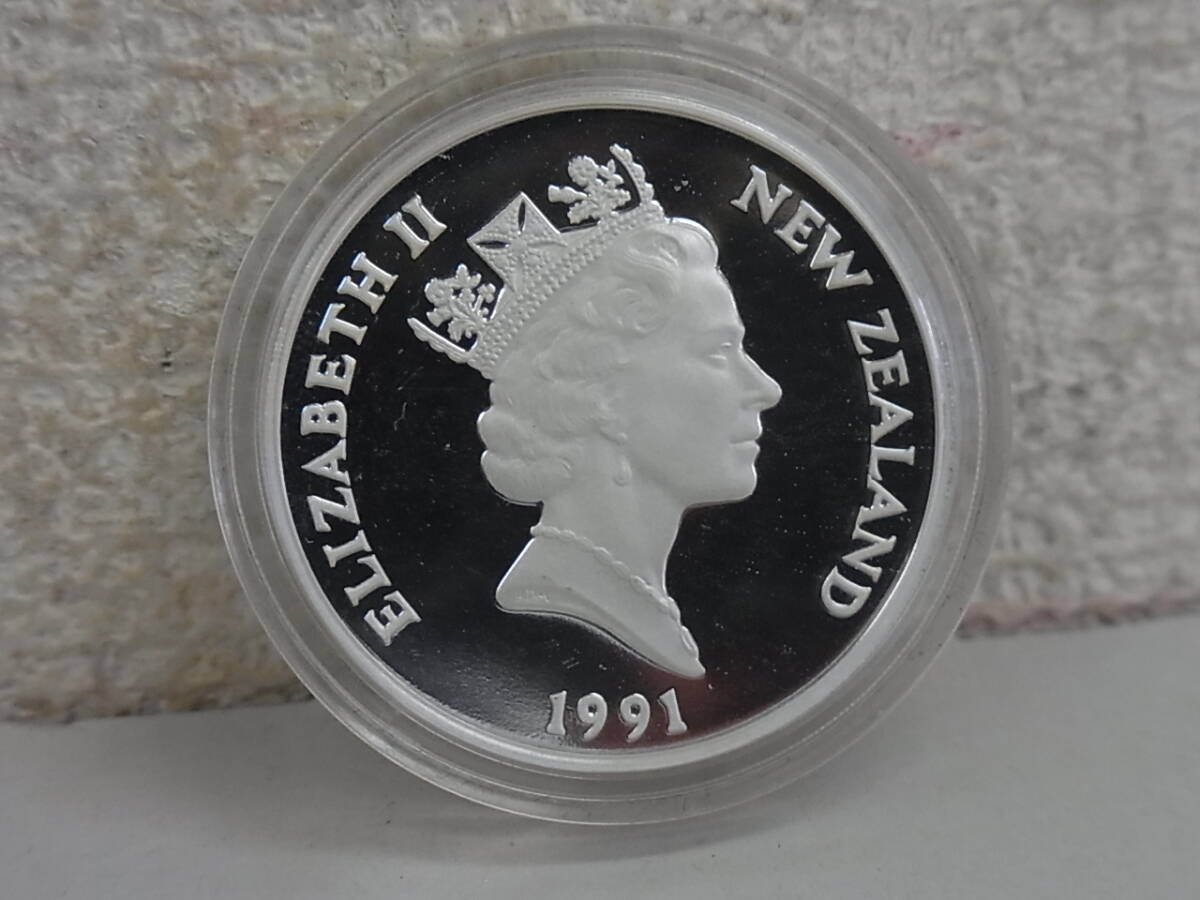 ELIZABETH II
NEW ZEALAND
1991